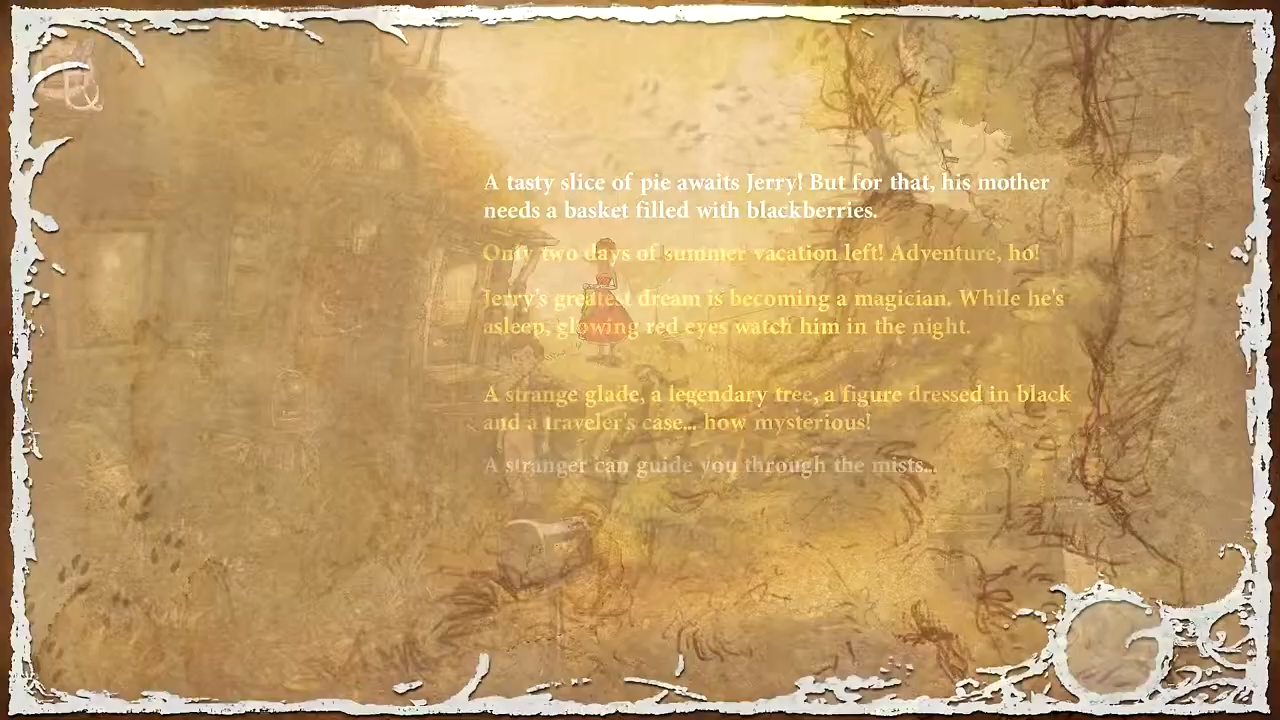 A tasty slice of pie awaits Jerry! But for that, his mother
needs a basket filled with blackberries.
Only two days of summer vacation left! Adventure, ho!
Jerry's greatest dream is becoming a magician. While he's
asleep, glowing red eyes watch him in the night.
A strange glade, a legendary tree, a figure dressed in black
and a traveler's case... how mysterious!
A stranger can guide you through the mists...